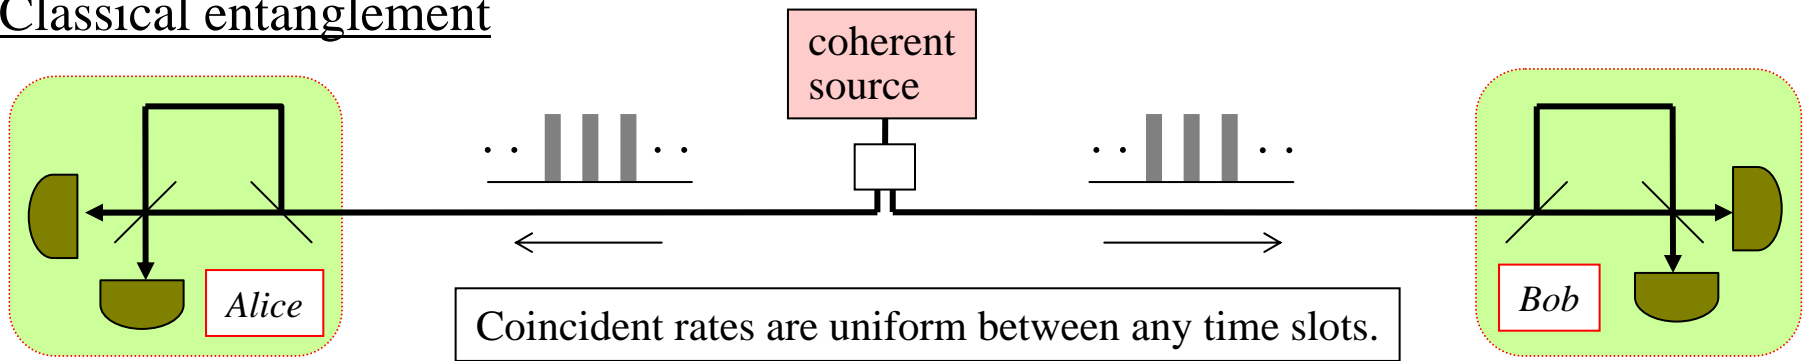 Classical entanglement
coherent
source
Alice
Bob
Coincident rates are uniform between any time slots.